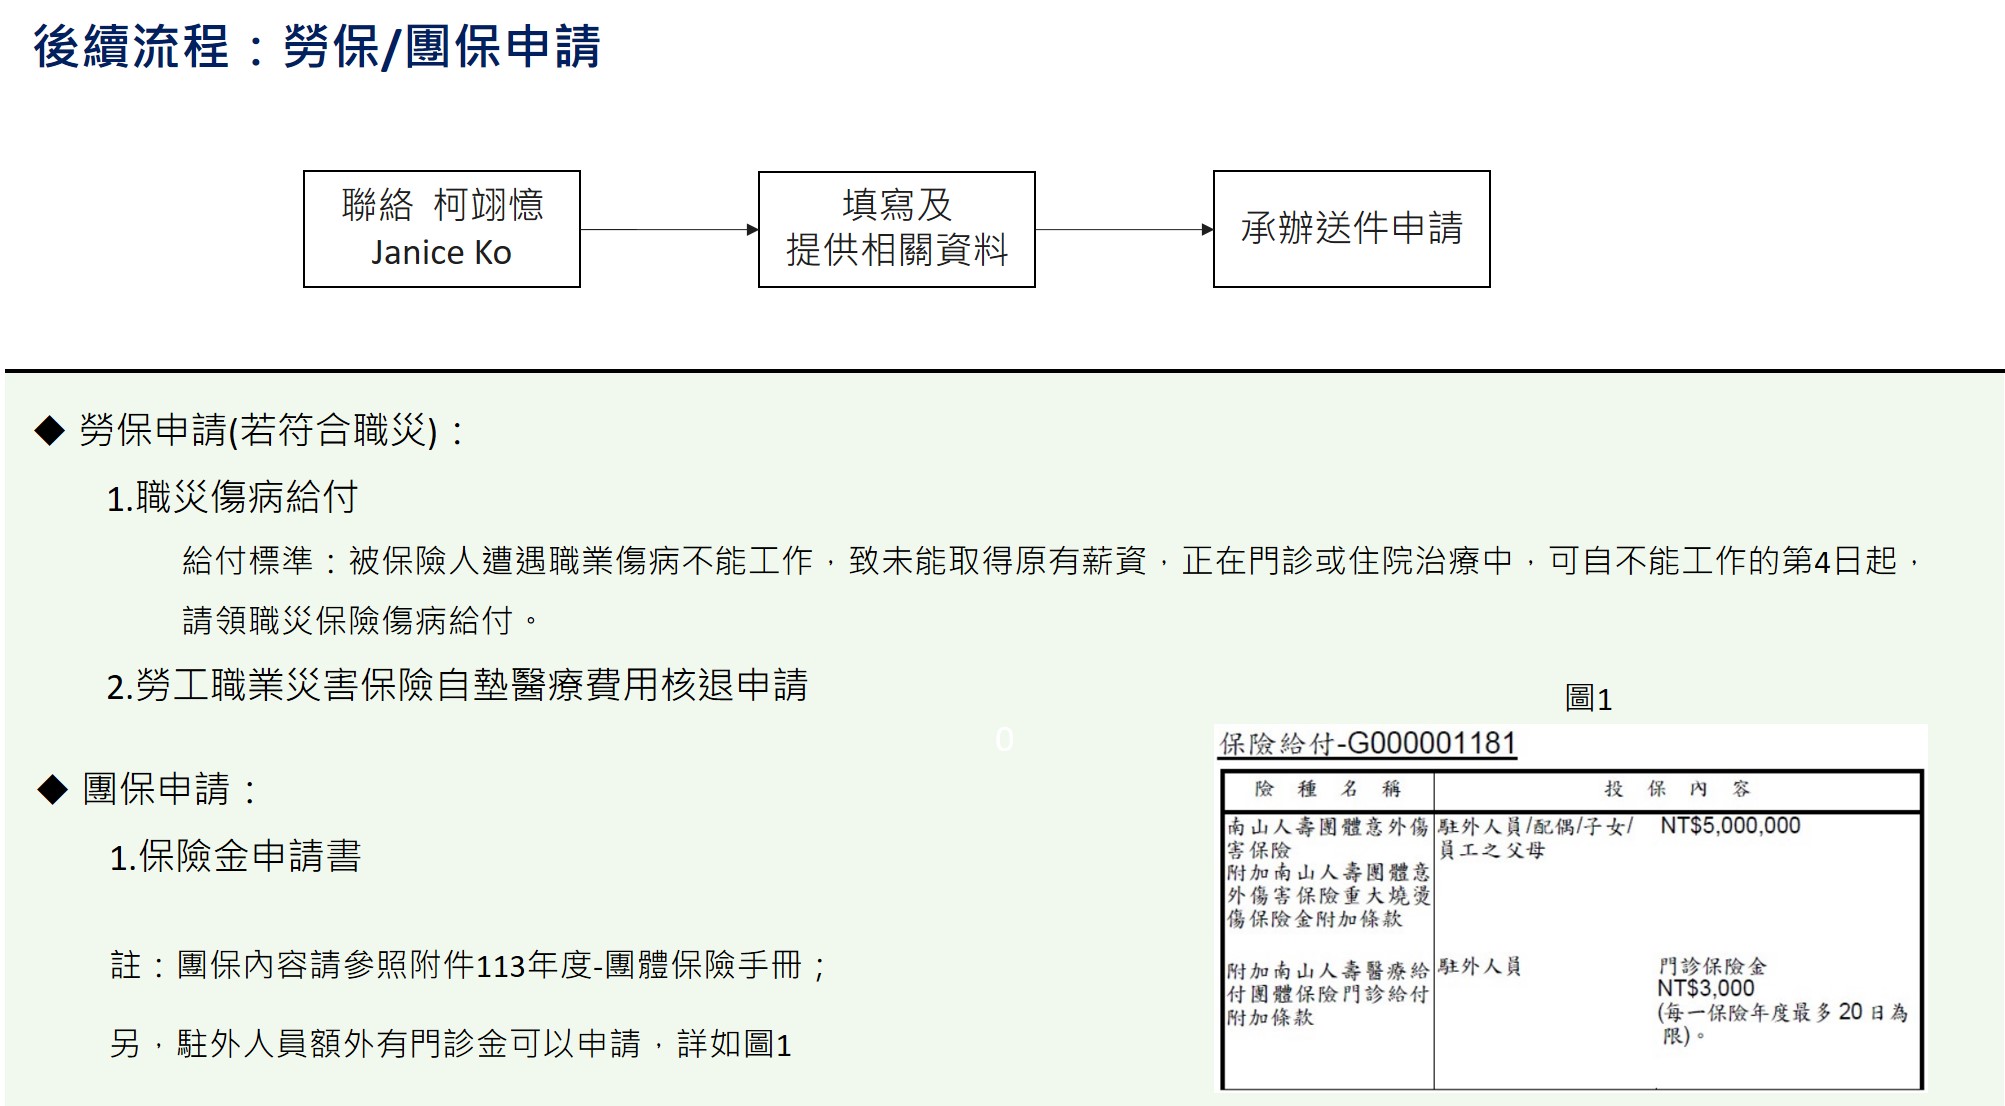 後續流程：勞保/團保申請
聯絡 柯翊憶
Janice Ko
填寫及
提供相關資料
承辦送件申請
◆ 勞保申請(若符合職災)：
1.職災傷病給付
給付標準：被保險人遭遇職業傷病不能工作，致未能取得原有薪資，正在門診或住院治療中，可自不能工作的第4日起，
請領職災保險傷病給付。
2.勞工職業災害保險自墊醫療費用核退申請
0
◆ 團保申請：
1.保險金申請書
註：團保內容請參照附件113年度-團體保險手冊；
另，駐外人員額外有門診金可以申請，詳如圖1
圖1
保險給付-G000001181
險種名稱 投保內容
南山人壽團體意外傷 駐外人員/配偶/子女/ NT$5,000,000
害保險 員工之父母
附加南山人壽團體意
外傷害保險重大燒燙
傷保險金附加條款
附加南山人壽醫療給 駐外人員 門診保險金
付團體保險門診給付 NT$3,000
附加條款 (每一保險年度最多 20 日為
限)。